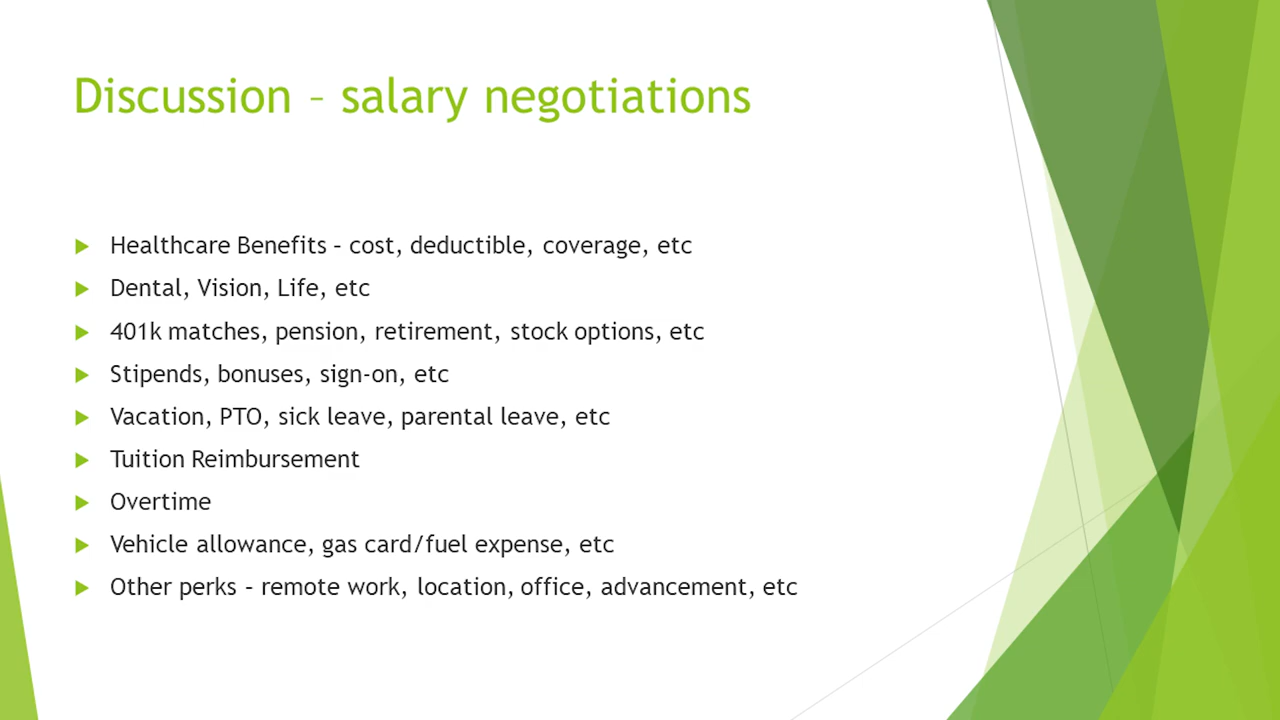 Discussion – salary negotiations
Healthcare Benefits – cost, deductible, coverage, etc
Dental, Vision, Life, etc
401k matches, pension, retirement, stock options, etc
Stipends, bonuses, sign-on, etc
Vacation, PTO, sick leave, parental leave, etc
Tuition Reimbursement
Overtime
Vehicle allowance, gas card/fuel expense, etc
Other perks – remote work, location, office, advancement, etc